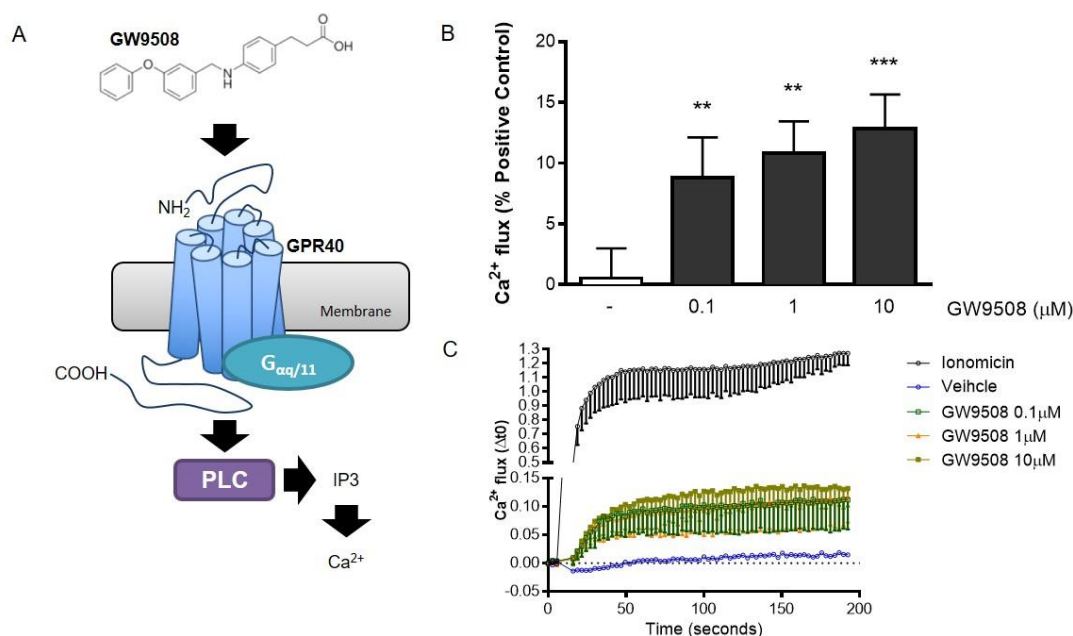 A
GW9508
O
OH
O
N
H
NH2
GPR40
Membrane
Gαq/11
COOH
PLC
IP3
Ca2+
B
Ca2+ flux (% Positive Control)
20
15
10
5
0
**
**
***
-
0.1
1
10
GW9508 (μM)
C
Ca2+ flux (Δt0)
1.3
1.2
1.1
1.0
0.9
0.8
0.7
0.6
0.5
0.15
0.10
0.05
0.00
-0.05
0
50
100
150
200
Time (seconds)
Ionomicin
Veihcle
GW9508 0.1μM
GW9508 1μM
GW9508 10μM